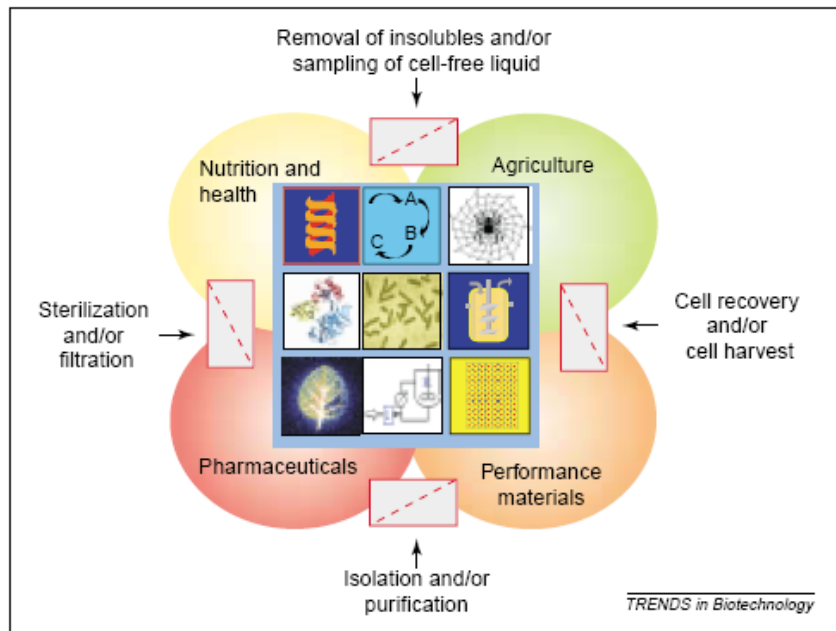 Removal of insolubles and/or
sampling of cell-free liquid
Nutrition and
health
Agriculture
A
B
C
Sterilization
and/or
filtration
Cell recovery
and/or
cell harvest
Pharmaceuticals
Performance
materials
Isolation and/or
purification
TRENDS in Biotechnology